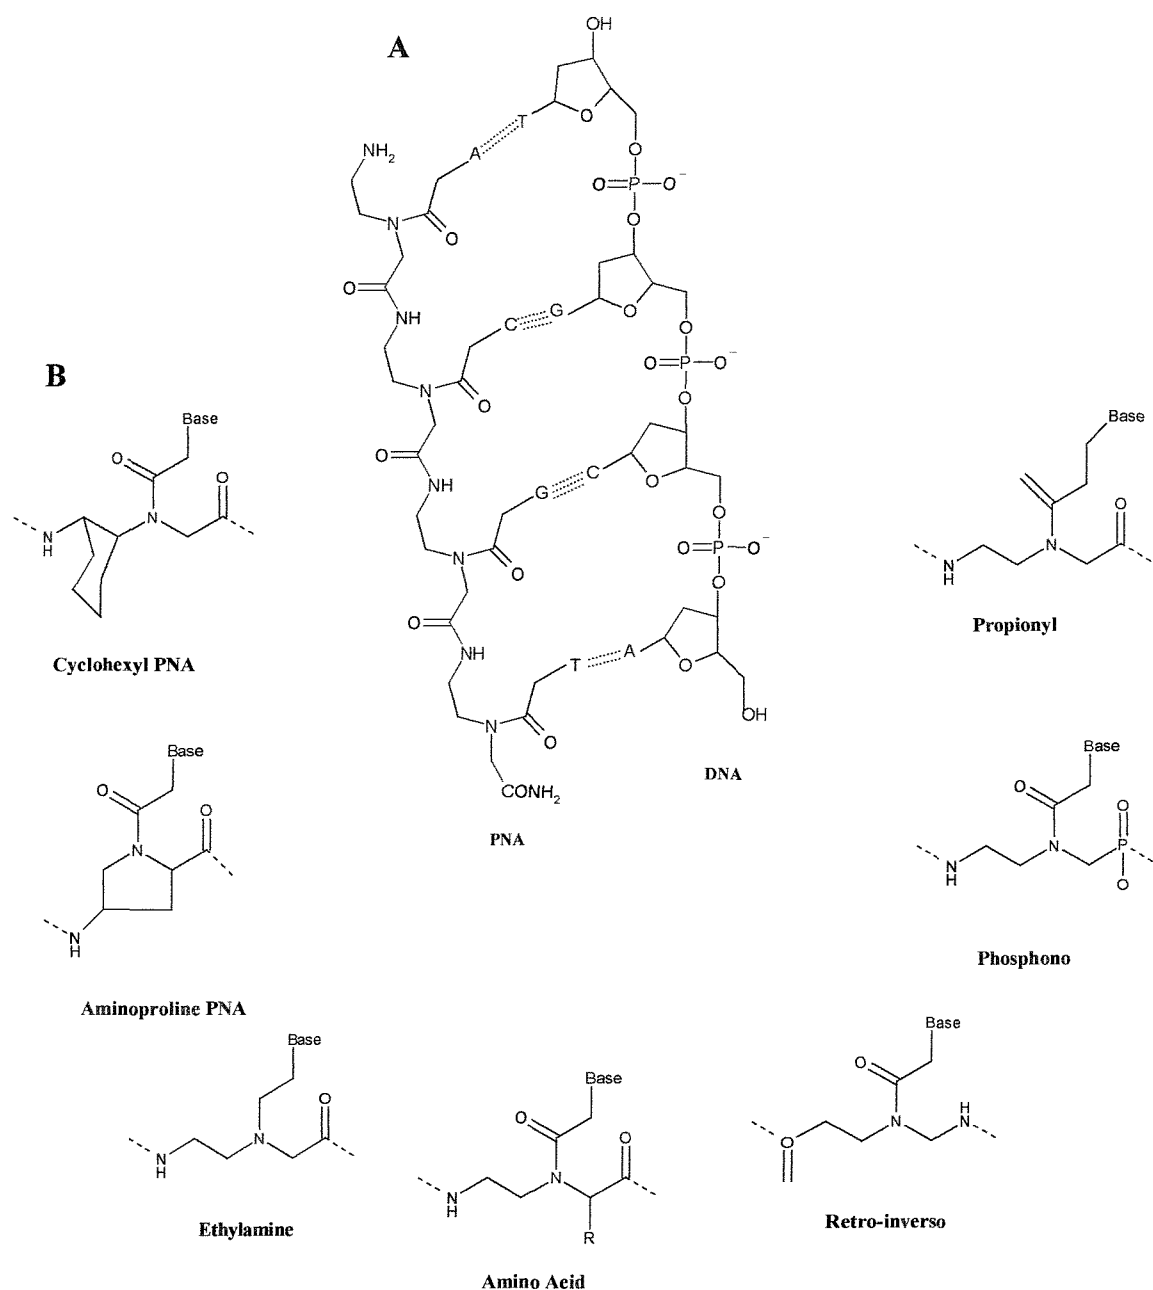 A
OH
O
T
A
NH₂
O
O=P—O⁻
N
O
O
O
NH
C
G
O
O
O=P—O⁻
N
O
O
B
Base
O
O
N
N
H
Cyclohexyl PNA
O
NH
G
C
O
O
O=P—O⁻
N
O
O
O
NH
T
A
O
N
O
OH
CONH₂
DNA
PNA
Base
O
N
N
H
Propionyl
Base
O
O
N
N
H
Aminoproline PNA
Base
O
O
N
P
N
H
O
Phosphono
Base
O
N
N
H
Ethylamine
Base
O
O
N
N
H
R
Amino Acid
Base
O
N
H
N
O
Retro-inverso